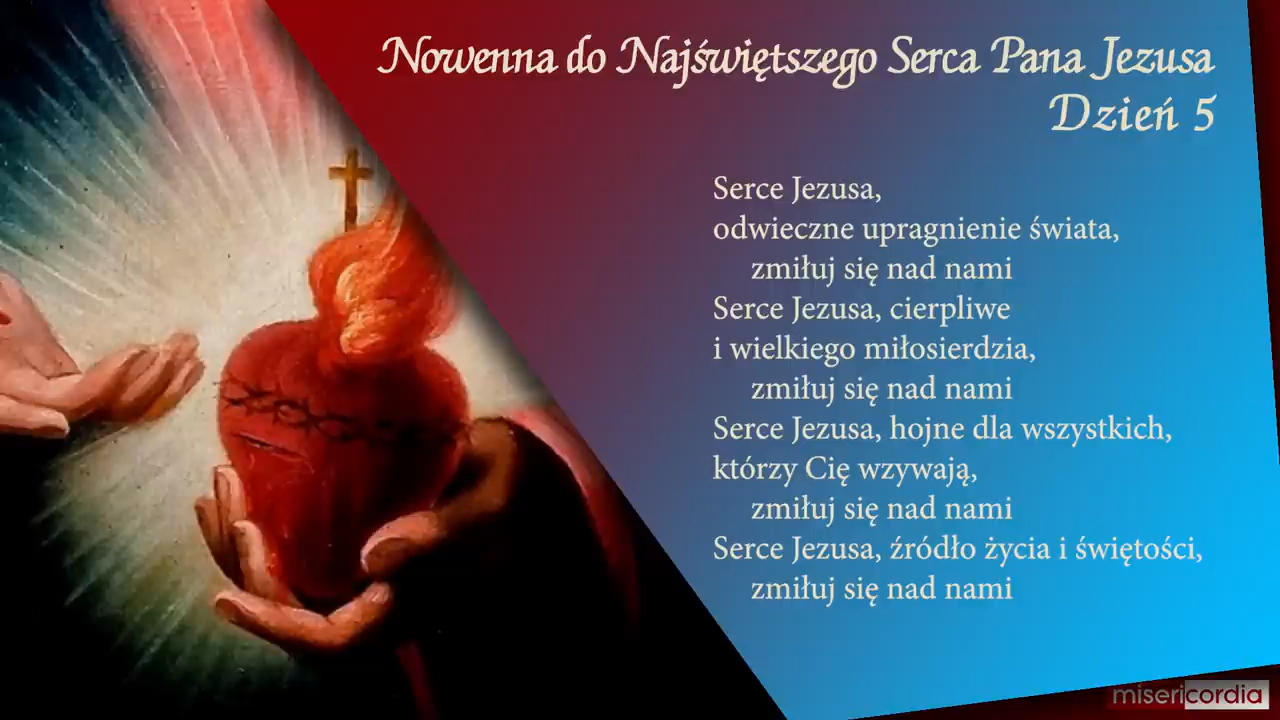 Nowenna do Najświętszego Serca Pana Jezusa
Dzień 5
Serce Jezusa,
odwieczne upragnienie świata,
zmiłuj się nad nami
Serce Jezusa, cierpliwe
i wielkiego miłosierdzia,
zmiłuj się nad nami
Serce Jezusa, hojne dla wszystkich,
którzy Cię wzywają,
zmiłuj się nad nami
Serce Jezusa, źródło życia i świętości,
zmiłuj się nad nami
misericordia